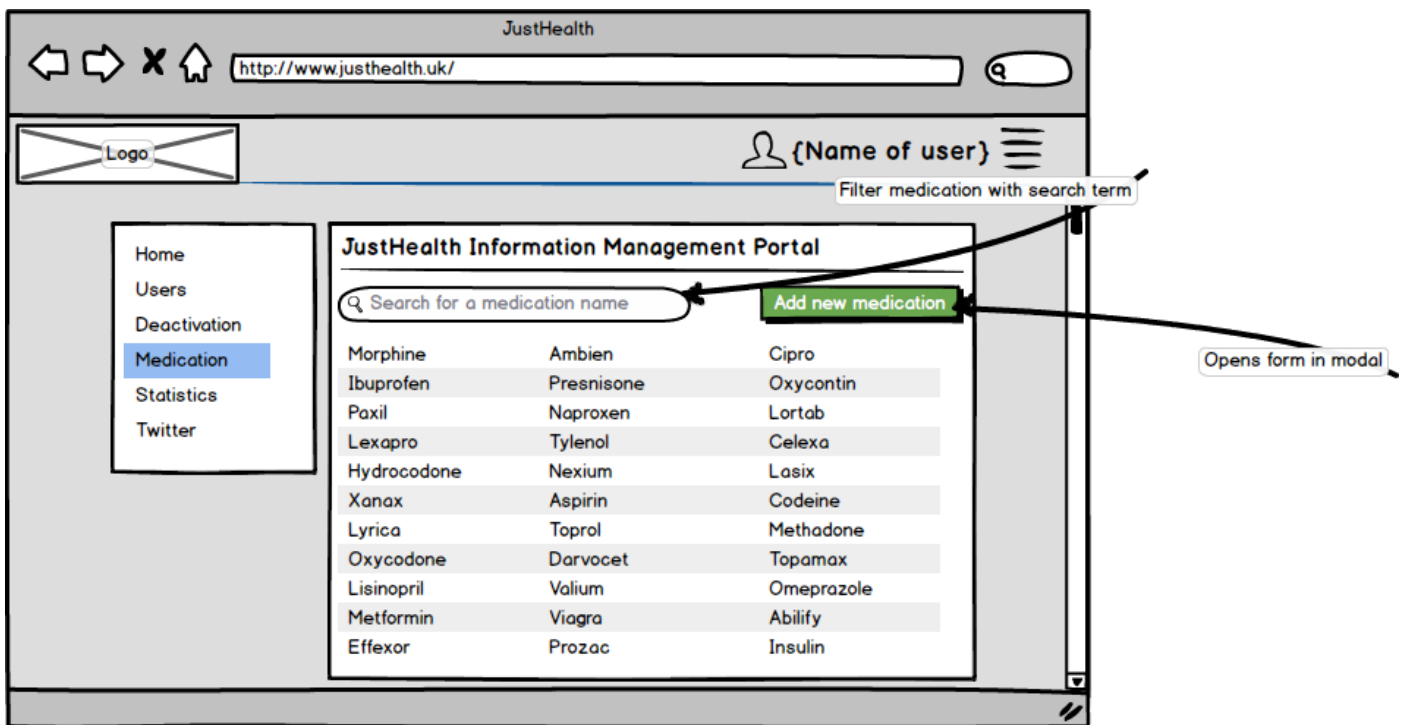 JustHealth
http://www.justhealth.uk/
Logo
{Name of user}
Filter medication with search term
Home
Users
Deactivation
Medication
Statistics
Twitter
JustHealth Information Management Portal
Search for a medication name
Add new medication
Opens form in modal
Morphine Ambien Cipro
Ibuprofen Presnisone Oxycontin
Paxil Naproxen Lortab
Lexapro Tylenol Celexa
Hydrocodone Nexium Lasix
Xanax Aspirin Codeine
Lyrica Toprol Methadone
Oxycodone Darvocet Topamax
Lisinopril Valium Omeprazole
Metformin Viagra Abilify
Effexor Prozac Insulin